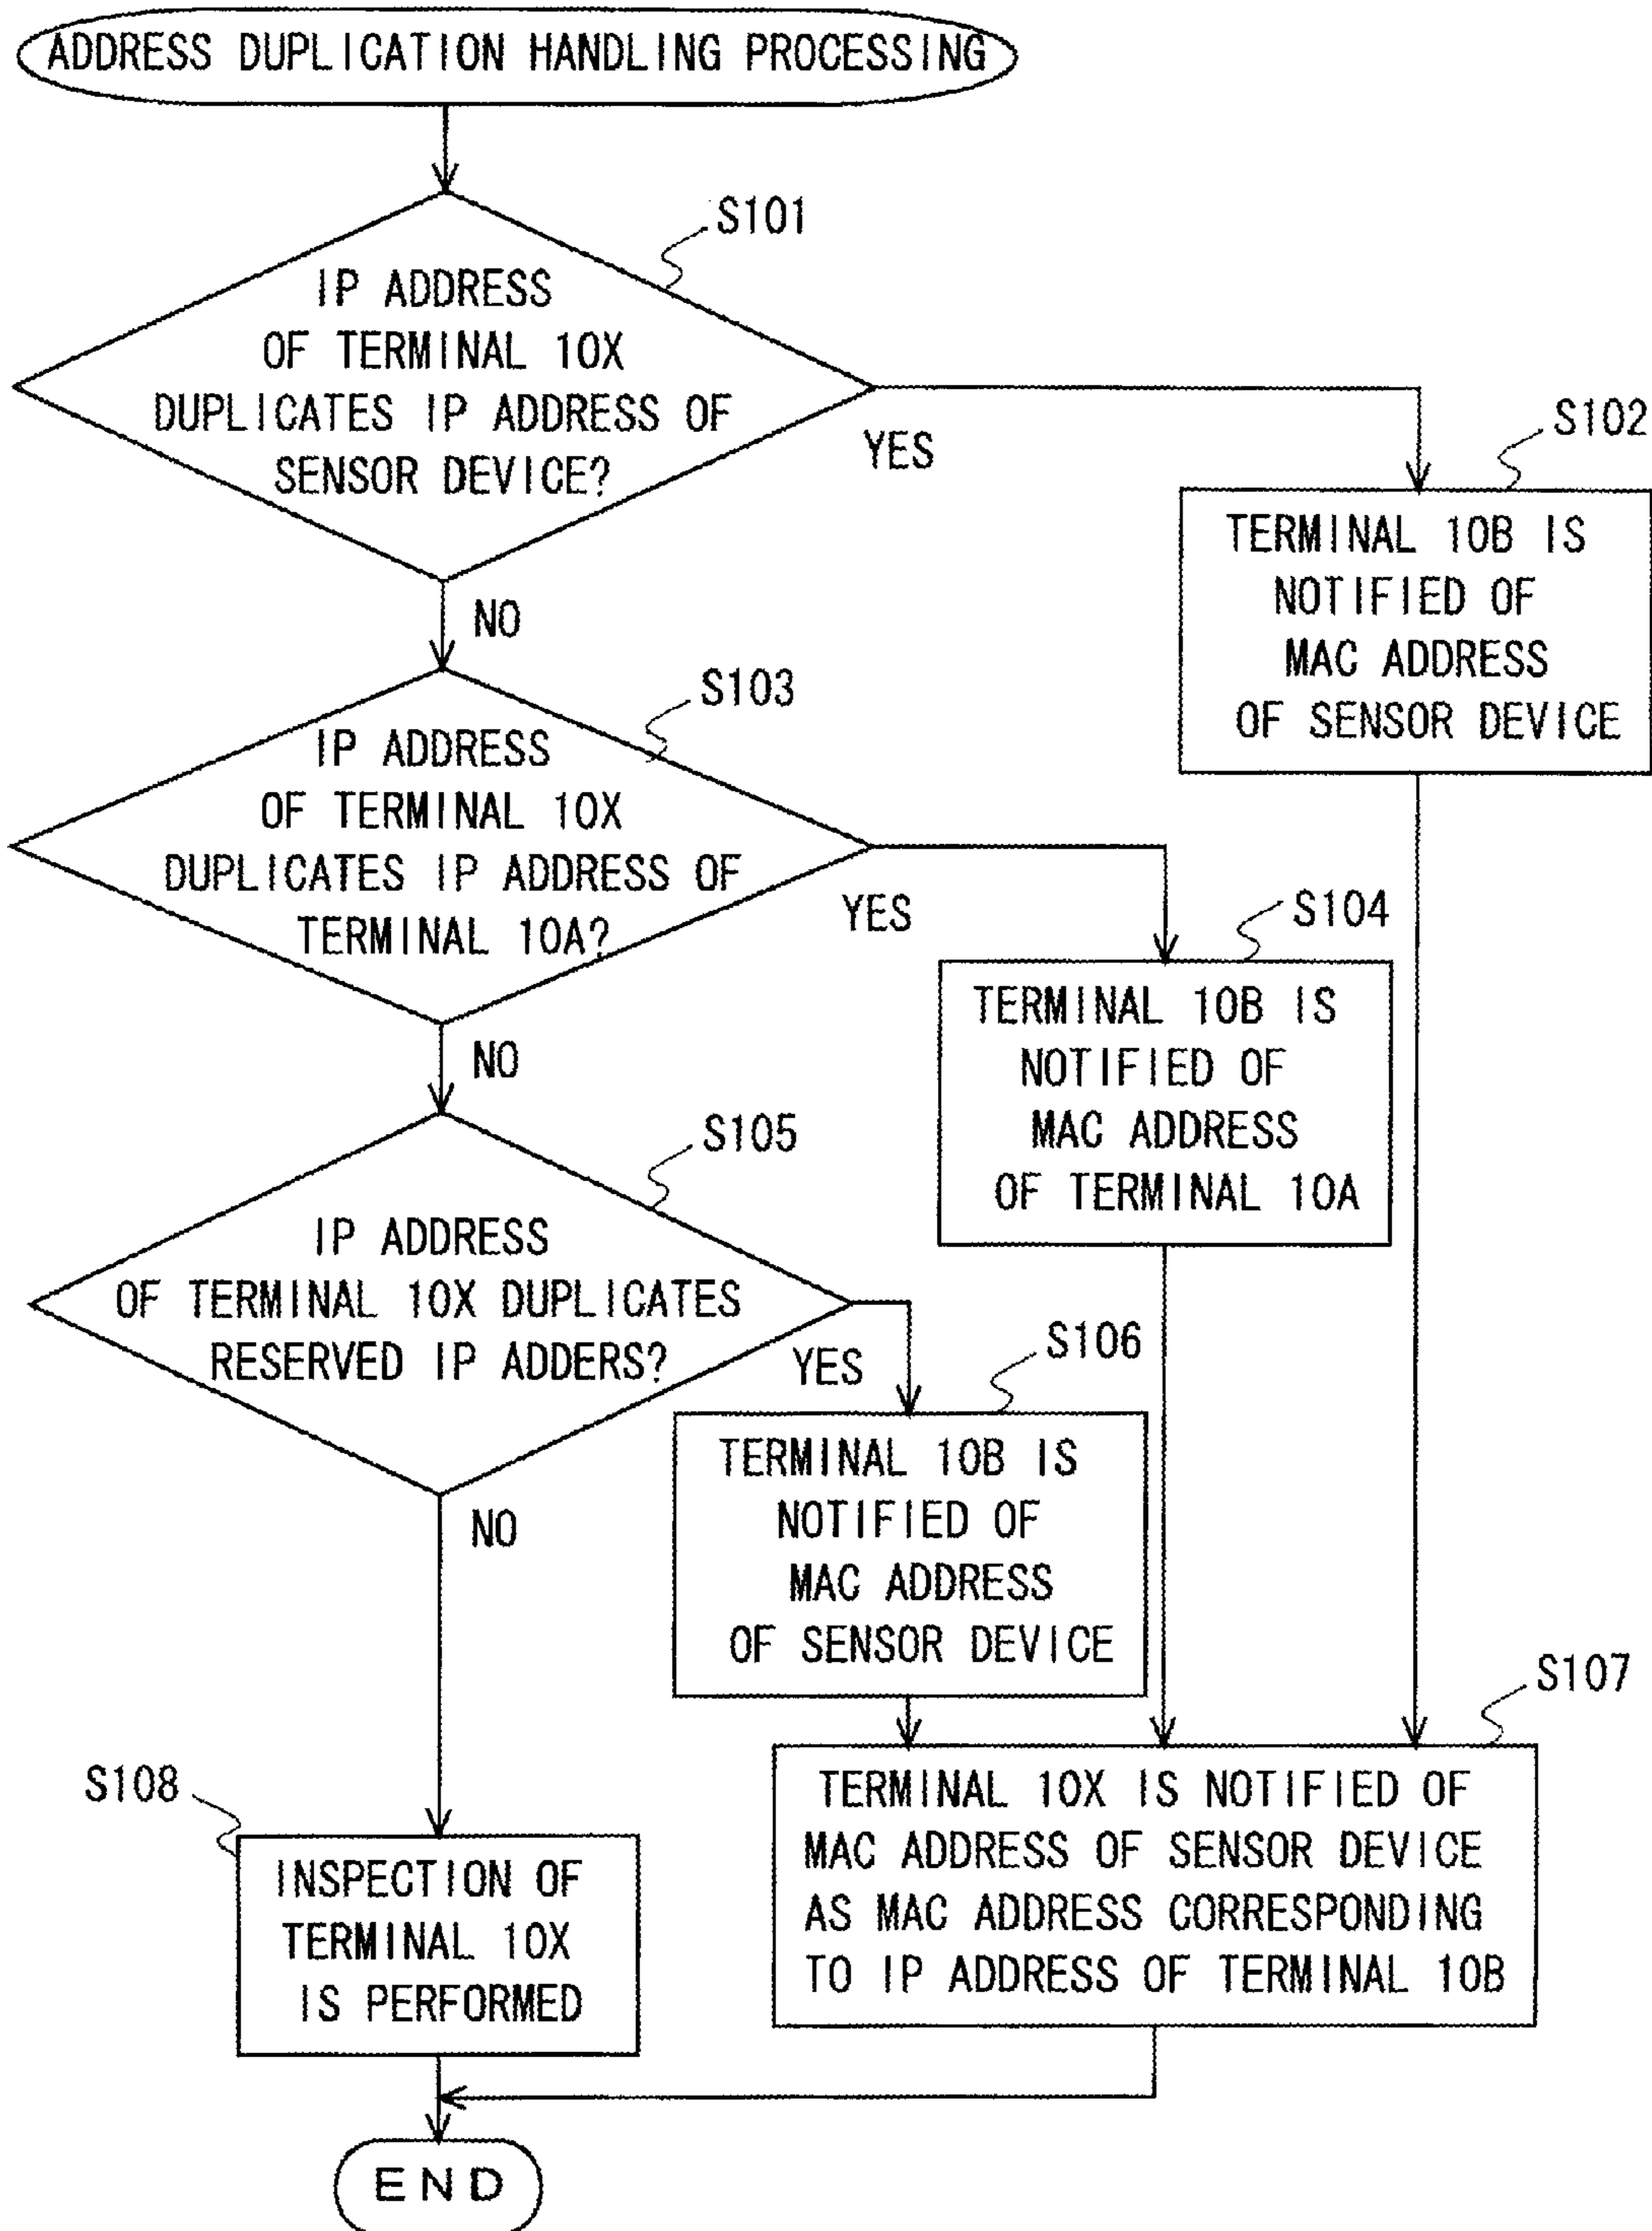 ADDRESS DUPLICATION HANDLING PROCESSING
S101
IP ADDRESS
OF TERMINAL 10X
DUPLICATES IP ADDRESS OF
SENSOR DEVICE?
YES
S102
TERMINAL 10B IS
NOTIFIED OF
MAC ADDRESS
OF SENSOR DEVICE
NO
S103
IP ADDRESS
OF TERMINAL 10X
DUPLICATES IP ADDRESS OF
TERMINAL 10A?
YES
S104
TERMINAL 10B IS
NOTIFIED OF
MAC ADDRESS
OF TERMINAL 10A
NO
S105
IP ADDRESS
OF TERMINAL 10X DUPLICATES
RESERVED IP ADDERS?
YES
S106
TERMINAL 10B IS
NOTIFIED OF
MAC ADDRESS
OF SENSOR DEVICE
NO
S107
TERMINAL 10X IS NOTIFIED OF
MAC ADDRESS OF SENSOR DEVICE
AS MAC ADDRESS CORRESPONDING
TO IP ADDRESS OF TERMINAL 10B
S108
INSPECTION OF
TERMINAL 10X
IS PERFORMED
END